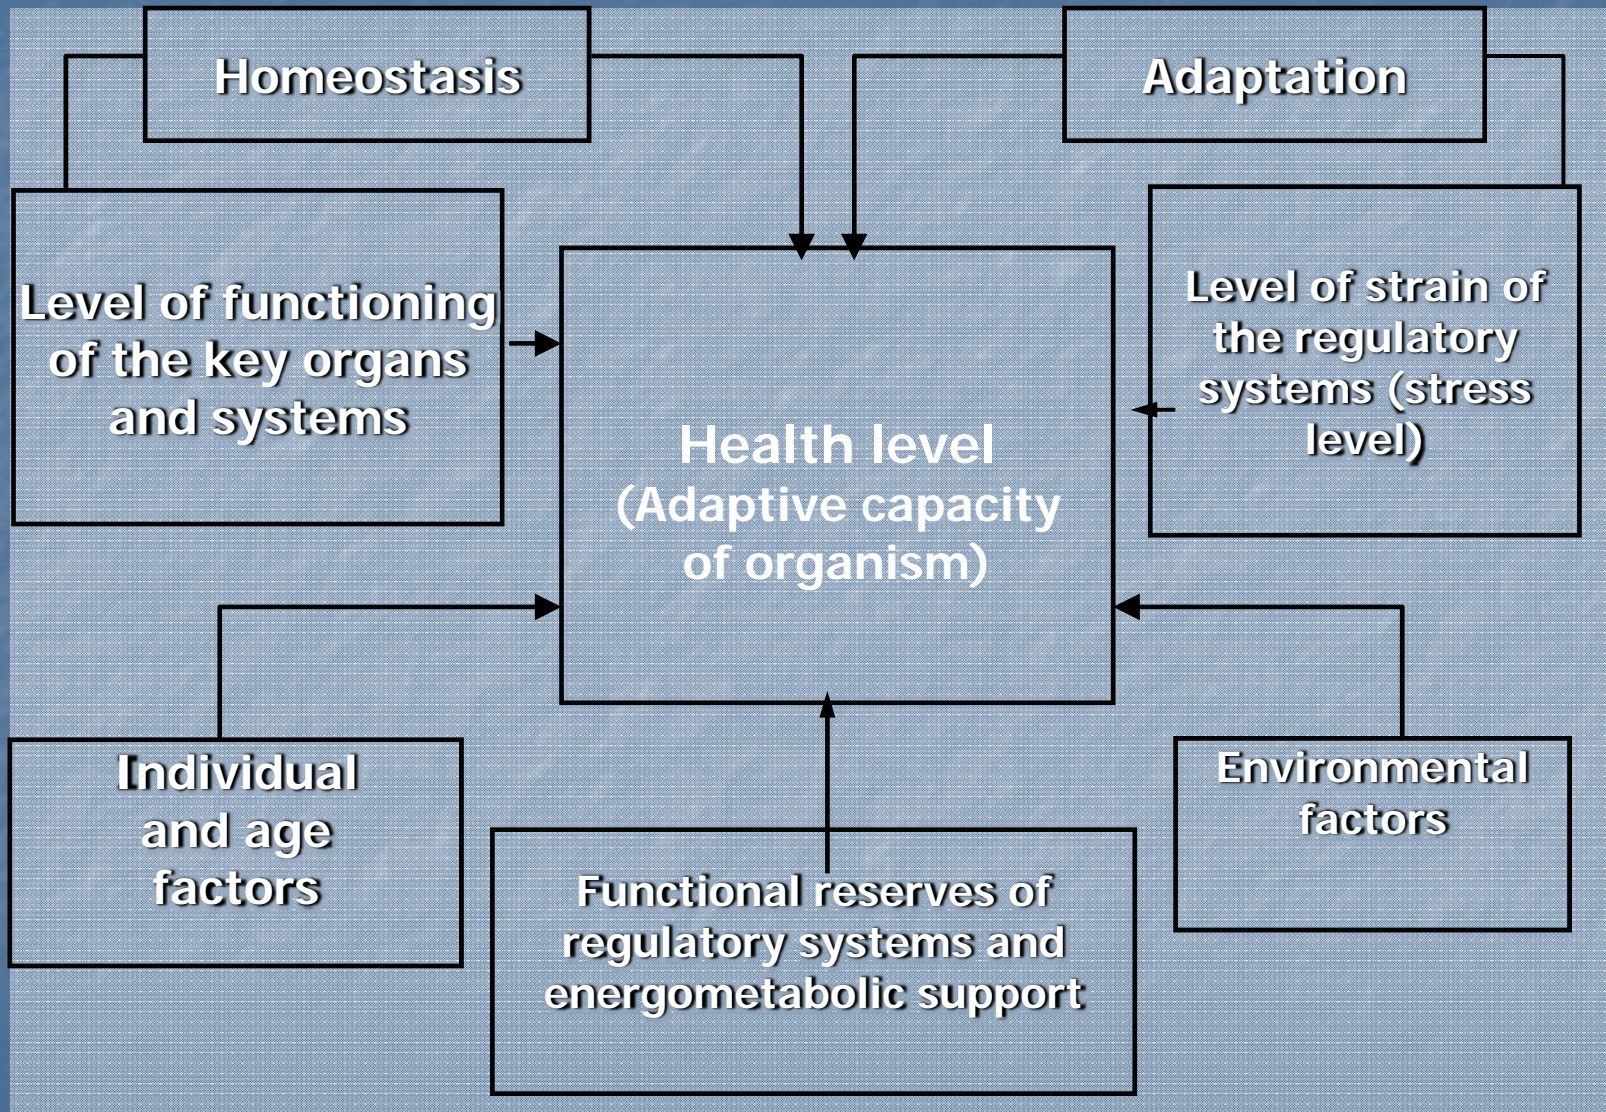 Homeostasis
Adaptation
Level of functioning
of the key organs
and systems
Level of strain of
the regulatory
systems (stress
level)
Health level
(Adaptive capacity
of organism)
Individual
and age
factors
Environmental
factors
Functional reserves of
regulatory systems and
energometabolic support